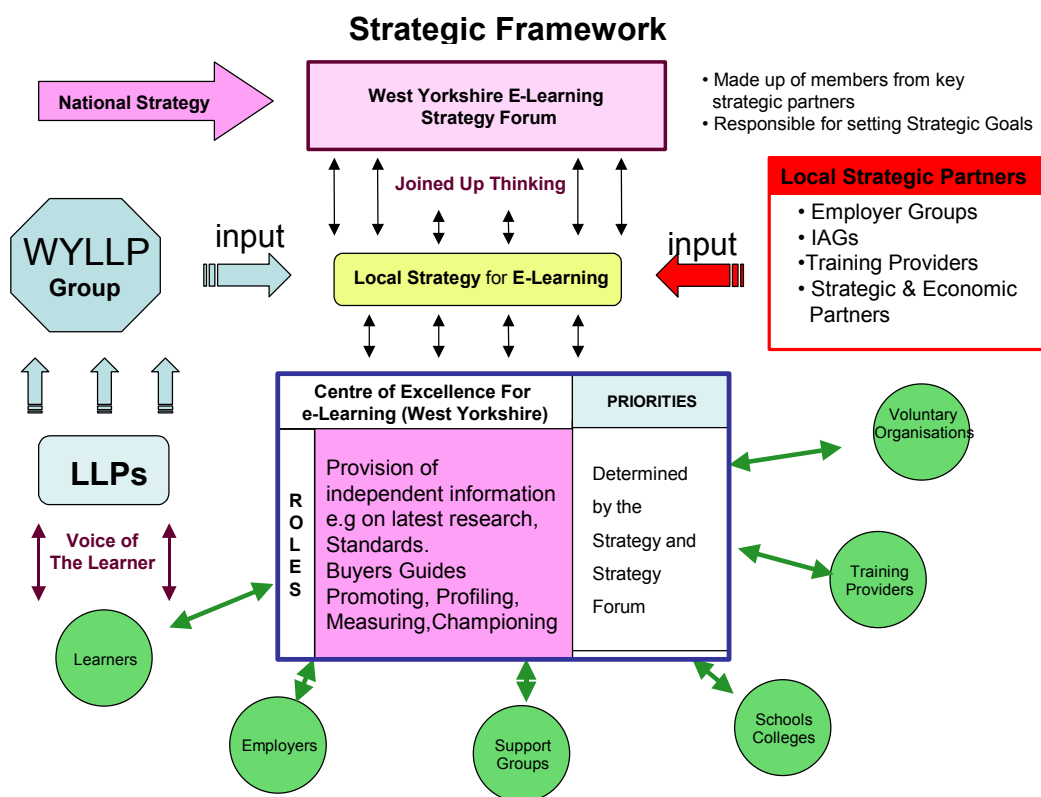 Strategic Framework
National Strategy
West Yorkshire E-Learning
Strategy Forum
• Made up of members from key
strategic partners
• Responsible for setting Strategic Goals
Joined Up Thinking
Local Strategic Partners
• Employer Groups
• IAGs
•Training Providers
• Strategic & Economic
Partners
WYLLP
Group
input
input
Local Strategy for E-Learning
LLPs
Voice of
The Learner
Centre of Excellence For
e-Learning (West Yorkshire)
PRIORITIES
R
O
L
E
S
Provision of
independent information
e.g on latest research,
Standards.
Buyers Guides
Promoting, Profiling,
Measuring,Championing
Determined
by the
Strategy and
Strategy
Forum
Voluntary
Organisations
Training
Providers
Learners
Employers
Support
Groups
Schools
Colleges